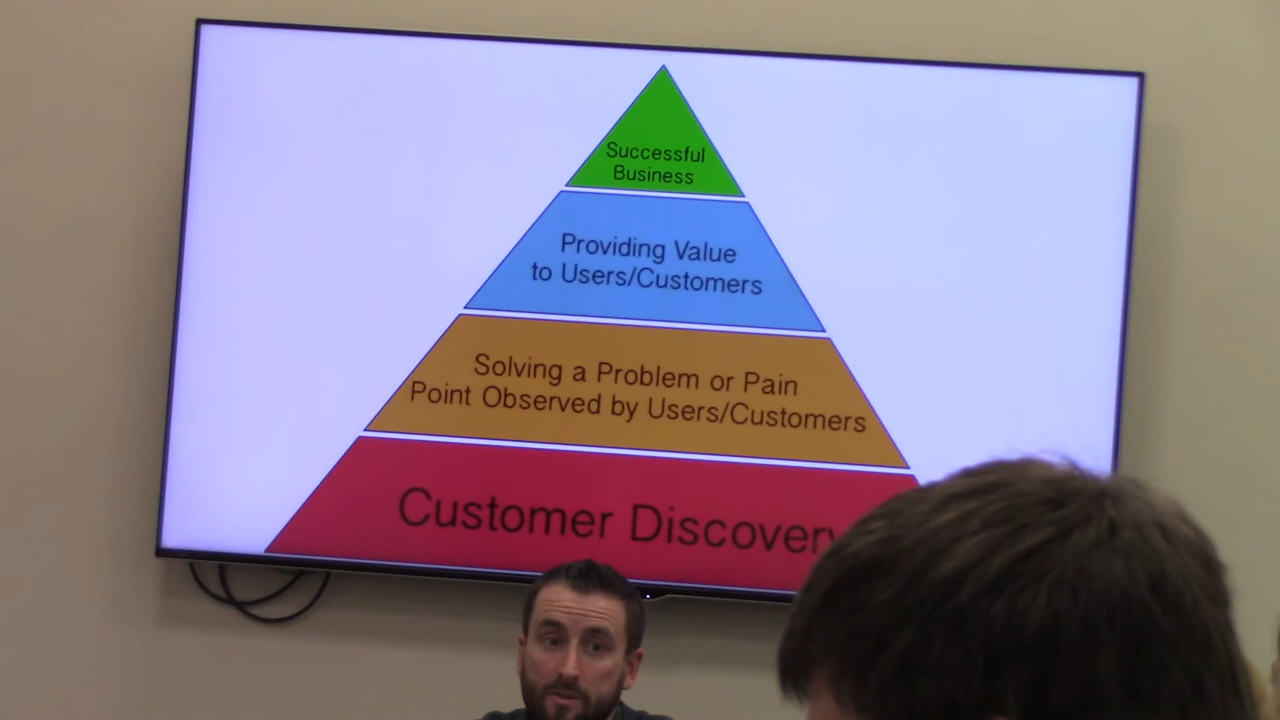 Successful
Business
Providing Value
to Users/Customers
Solving a Problem or Pain
Point Observed by Users/Customers
Customer Discovery